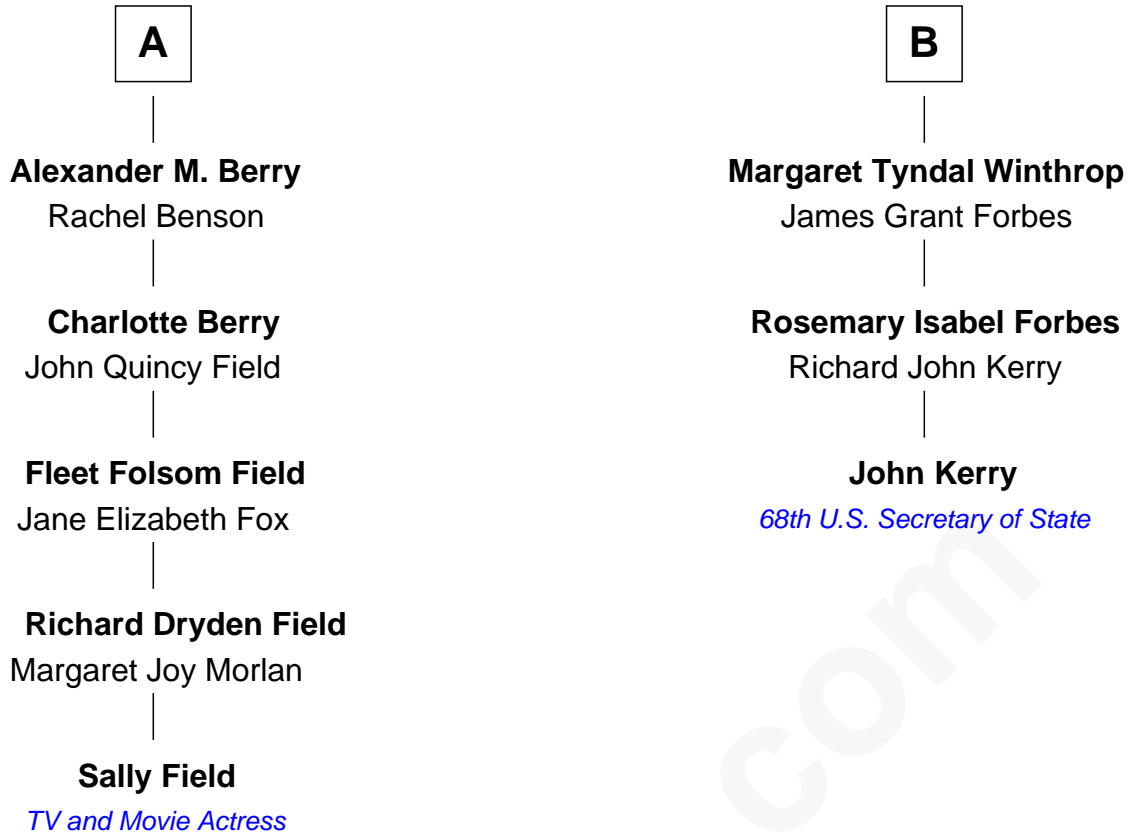 A
Alexander M. Berry
Rachel Benson
Charlotte Berry
John Quincy Field
Fleet Folsom Field
Jane Elizabeth Fox
Richard Dryden Field
Margaret Joy Morlan
Sally Field
TV and Movie Actress
B
Margaret Tyndal Winthrop
James Grant Forbes
Rosemary Isabel Forbes
Richard John Kerry
John Kerry
68th U.S. Secretary of State
com